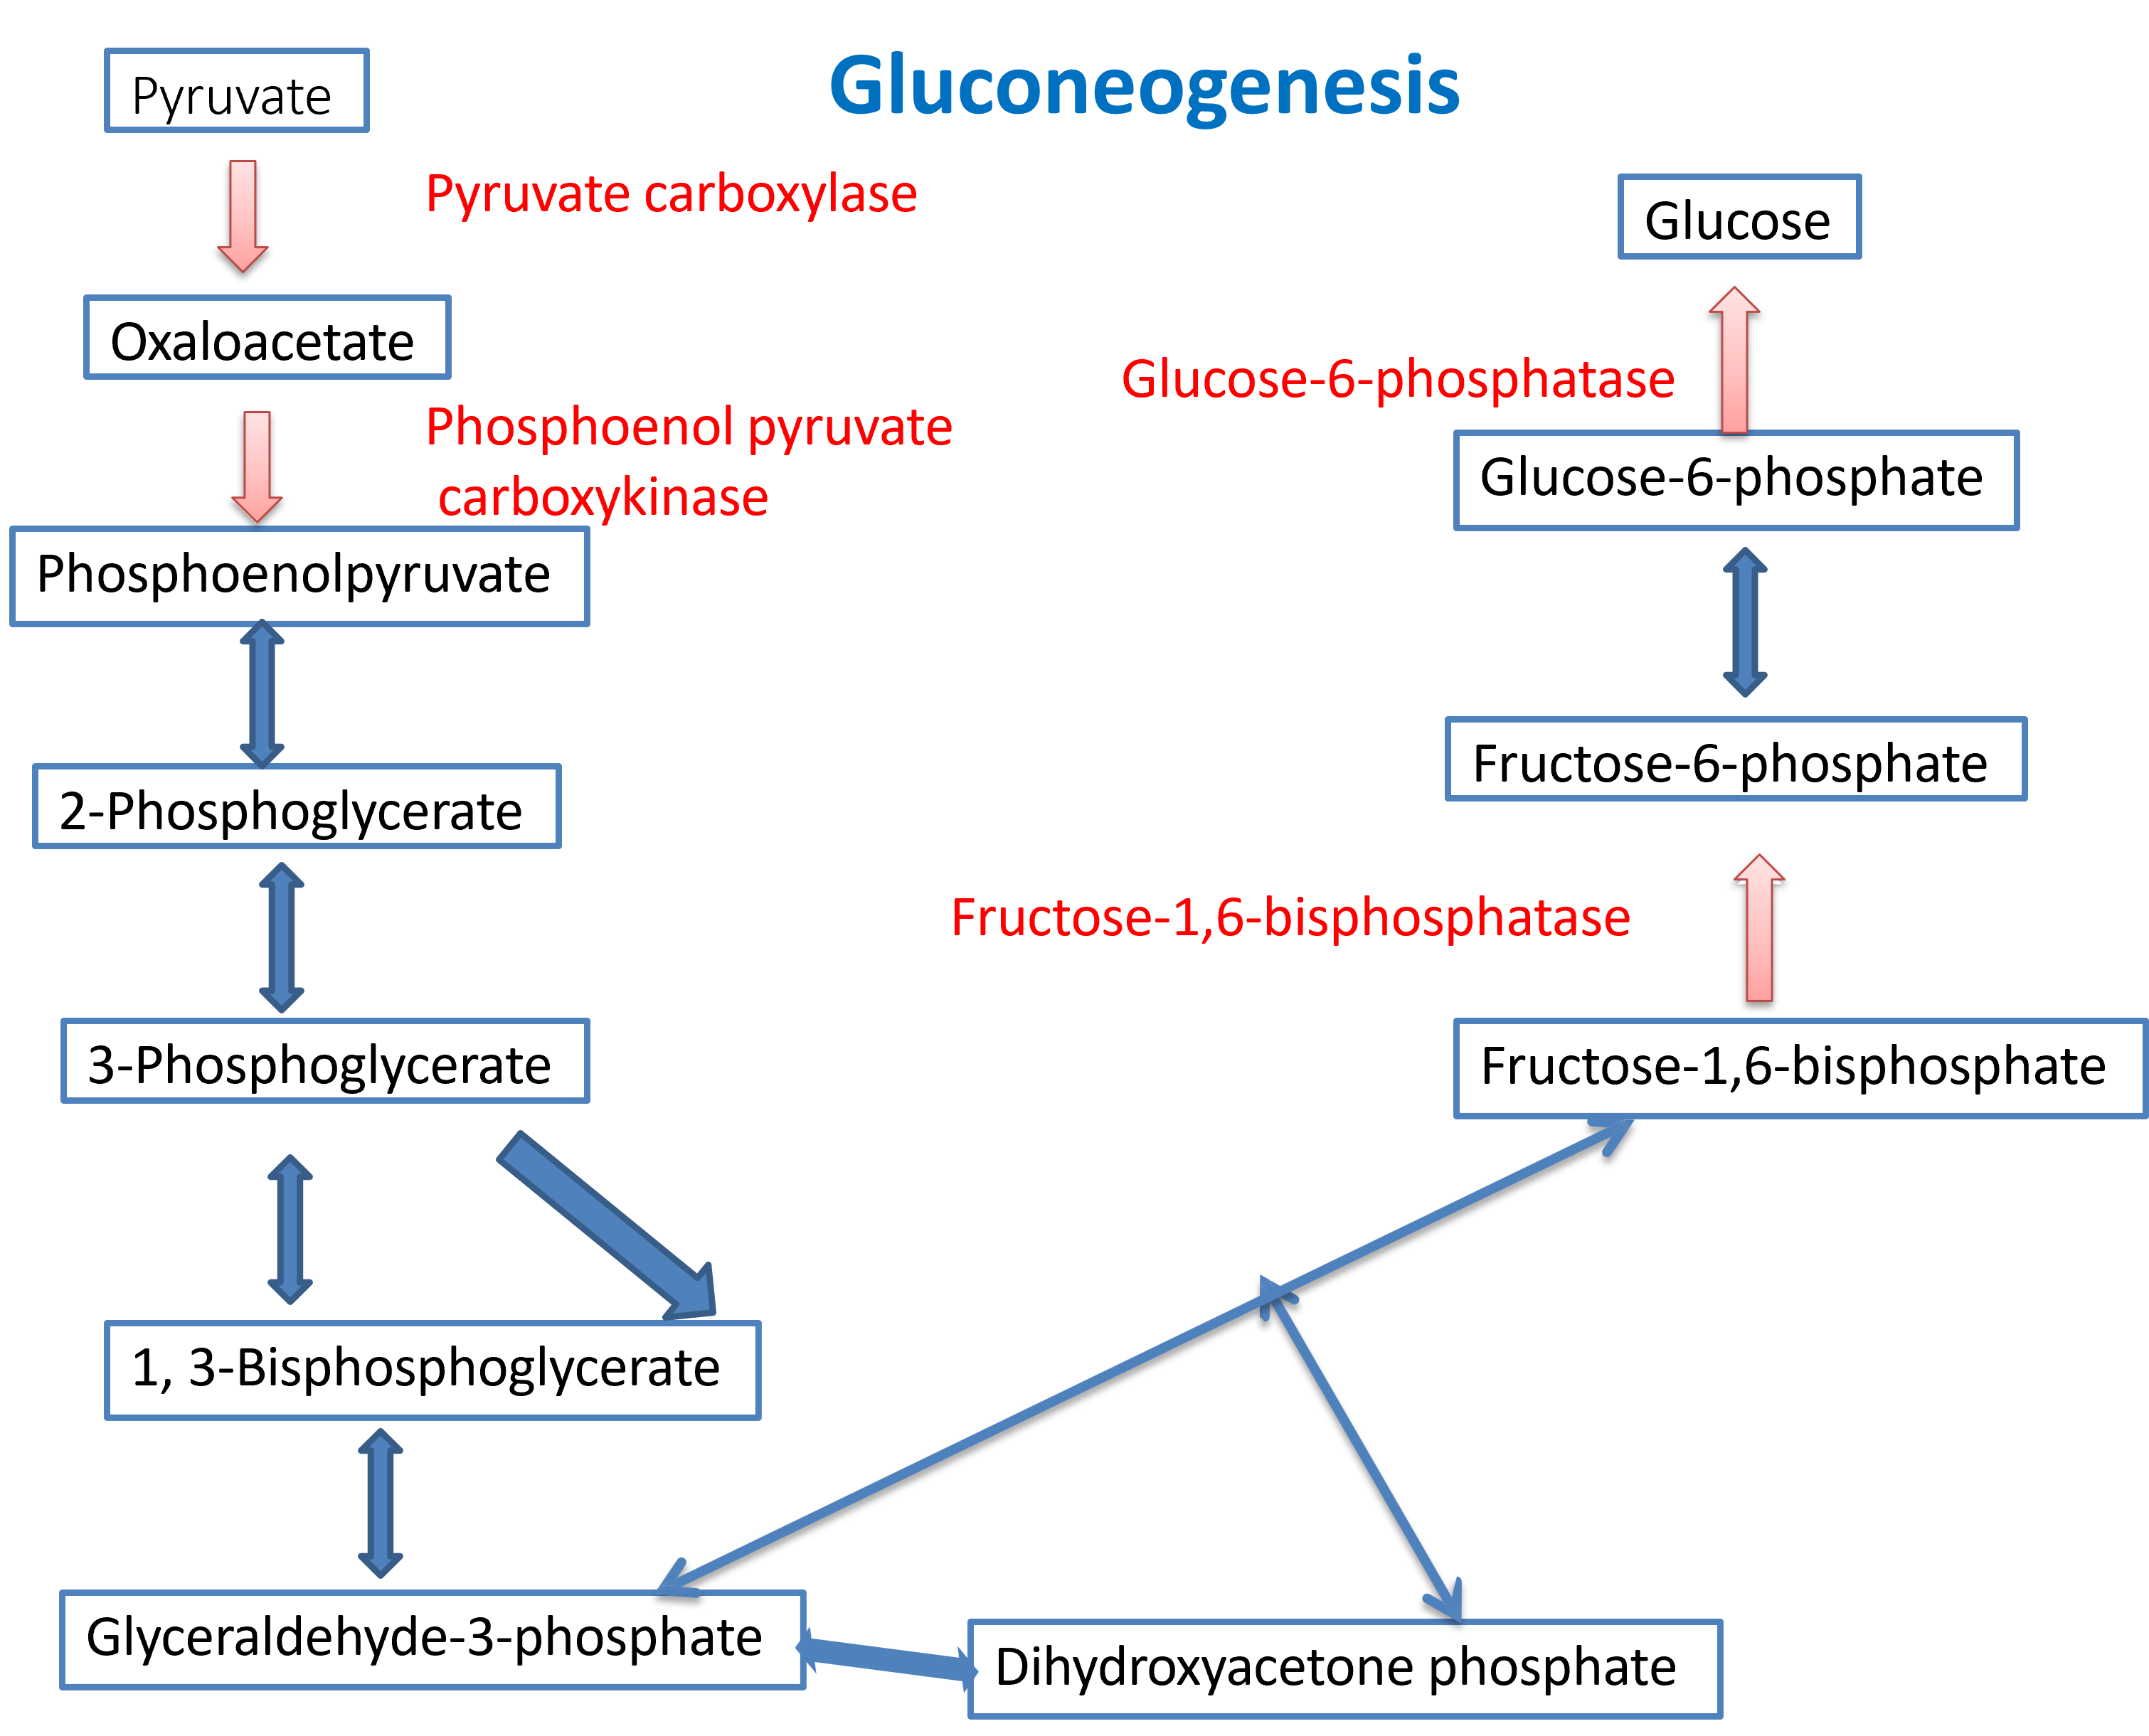 Gluconeogenesis
Pyruvate
Pyruvate carboxylase
Oxaloacetate
Phosphoenol pyruvate
carboxykinase
Phosphoenolpyruvate
2-Phosphoglycerate
3-Phosphoglycerate
1, 3-Bisphosphoglycerate
Glyceraldehyde-3-phosphate
Dihydroxyacetone phosphate
Fructose-1,6-bisphosphate
Fructose-1,6-bisphosphatase
Fructose-6-phosphate
Glucose-6-phosphate
Glucose-6-phosphatase
Glucose